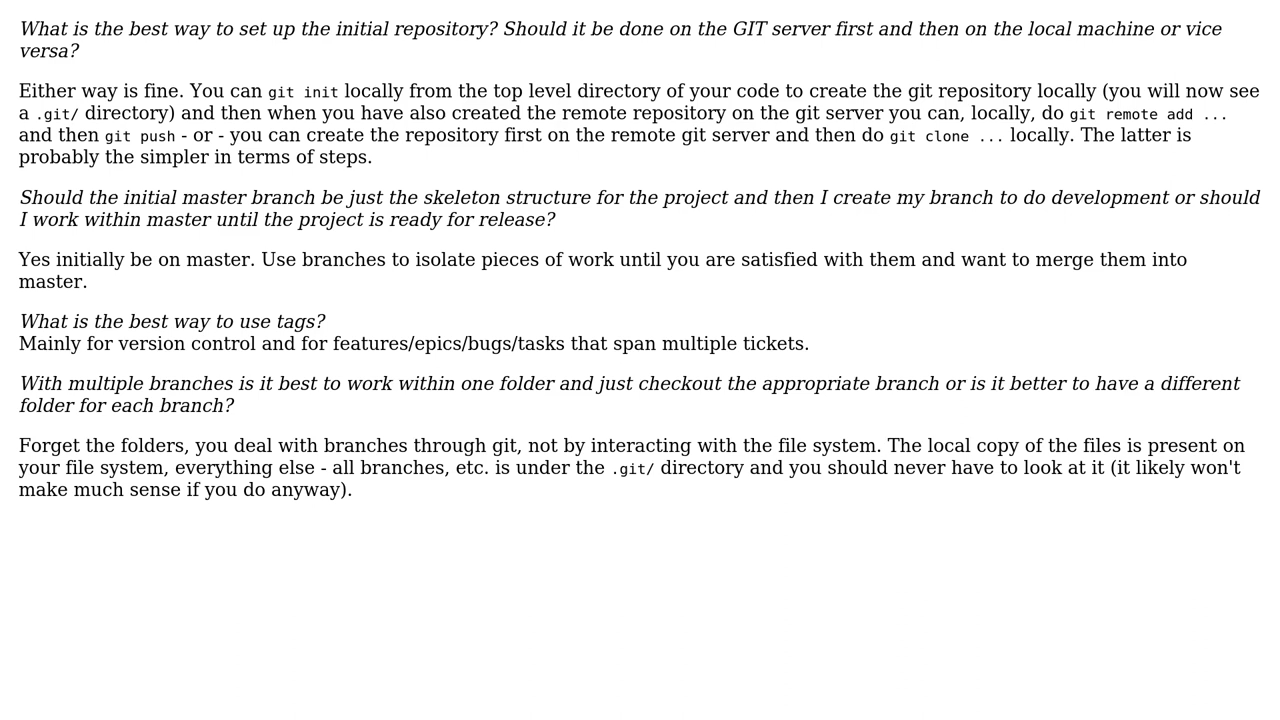 What is the best way to set up the initial repository? Should it be done on the GIT server first and then on the local machine or vice
versa?
Either way is fine. You can git init locally from the top level directory of your code to create the git repository locally (you will now see
a .git/ directory) and then when you have also created the remote repository on the git server you can, locally, do git remote add ...
and then git push - or - you can create the repository first on the remote git server and then do git clone ... locally. The latter is
probably the simpler in terms of steps.
Should the initial master branch be just the skeleton structure for the project and then I create my branch to do development or should
I work within master until the project is ready for release?
Yes initially be on master. Use branches to isolate pieces of work until you are satisfied with them and want to merge them into
master.
What is the best way to use tags?
Mainly for version control and for features/epics/bugs/tasks that span multiple tickets.
With multiple branches is it best to work within one folder and just checkout the appropriate branch or is it better to have a different
folder for each branch?
Forget the folders, you deal with branches through git, not by interacting with the file system. The local copy of the files is present on
your file system, everything else - all branches, etc. is under the .git/ directory and you should never have to look at it (it likely won't
make much sense if you do anyway).